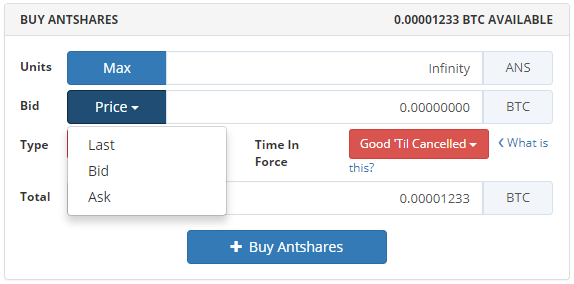 BUY ANTSHARES 0.00001233 BTC AVAILABLE
Units Max Infinity ANS
Bid Price 0.00000000 BTC
Type Last Time In Force Good 'Til Cancelled What is this?
Bid
Ask
Total 0.00001233 BTC
+ Buy Antshares